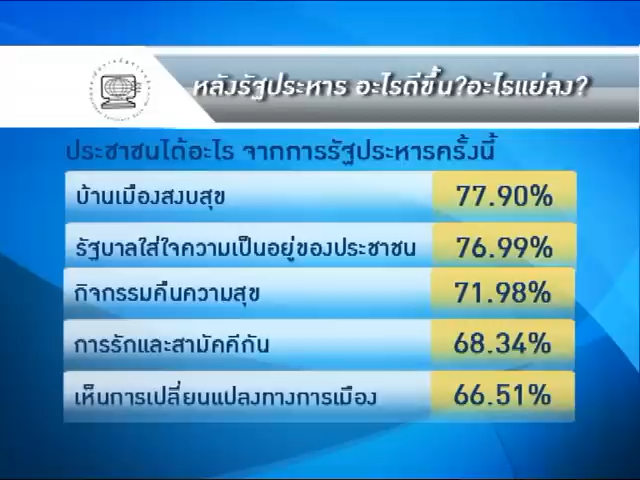 หลังรัฐประหาร อะไรดีขึ้น?อะไรแย่ลง?
ประชาชนได้อะไร จากการรัฐประหารครั้งนี้
บ้านเมืองสงบสุข 77.90%
รัฐบาลใส่ใจความเป็นอยู่ของประชาชน 76.99%
กิจกรรมคืนความสุข 71.98%
การรักและสามัคคีกัน 68.34%
เห็นการเปลี่ยนแปลงทางการเมือง 66.51%